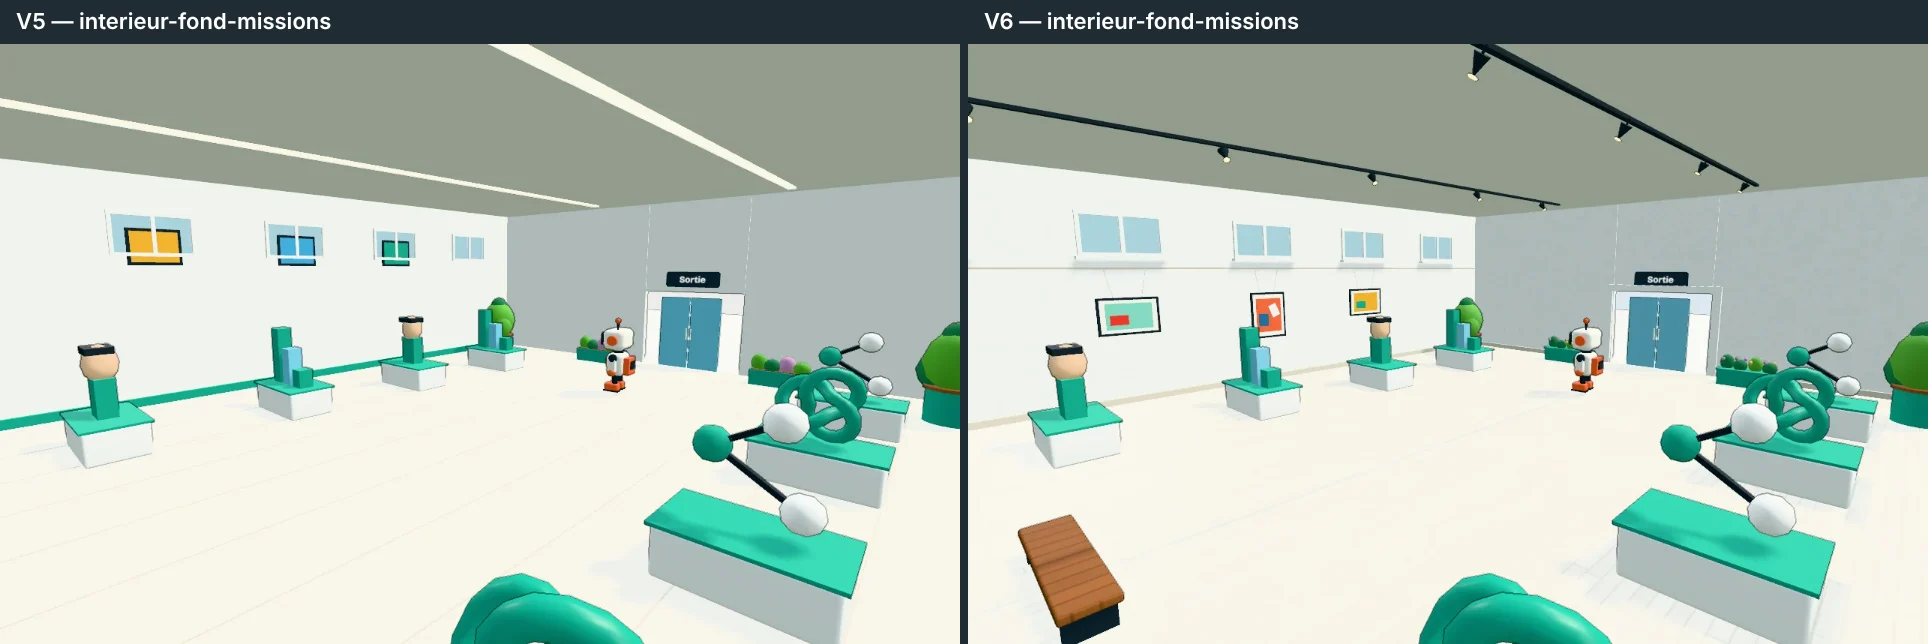 V5 — interieur-fond-missions
V6 — interieur-fond-missions
Sortie
Sortie